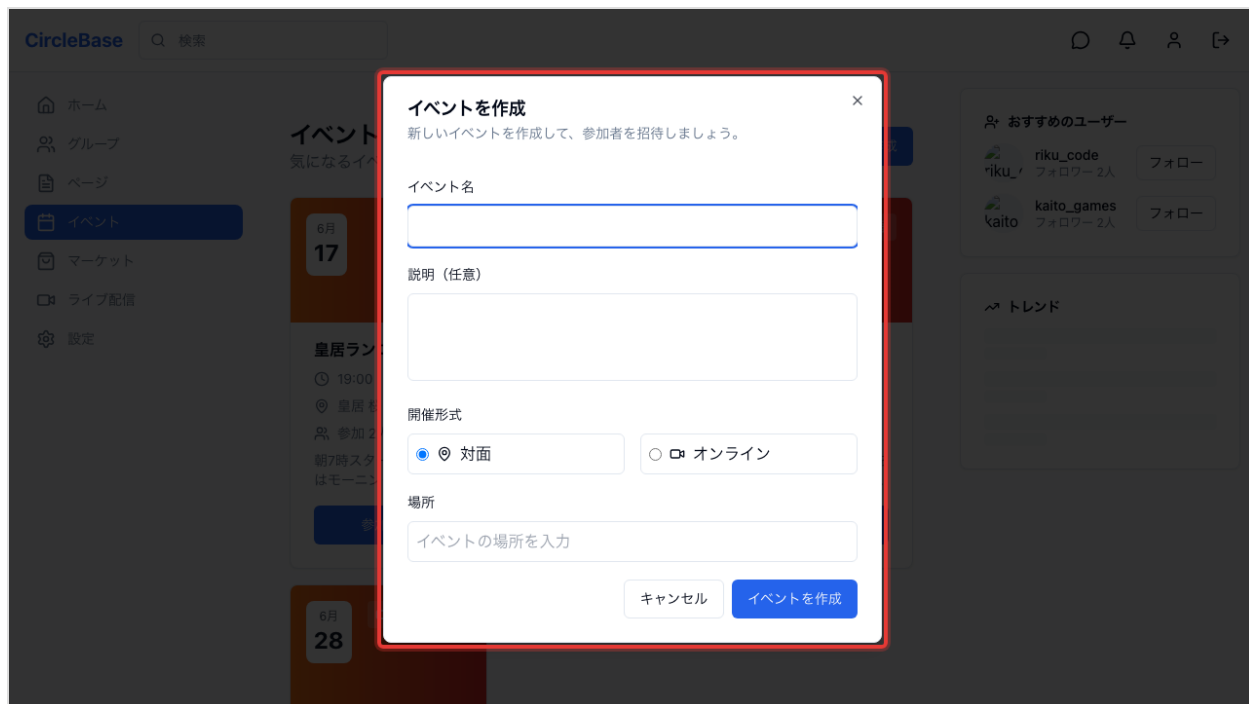 CircleBase
検索
ホーム
グループ
ページ
イベント
マーケット
ライブ配信
設定
イベント
気になるイベ
6月
17
皇居ラン
19:00
皇居
参加 2
朝7時スタ
はモーニン
6月
28
イベントを作成
新しいイベントを作成して、参加者を招待しましょう。
イベント名
説明（任意）
開催形式
対面
オンライン
場所
イベントの場所を入力
キャンセル
イベントを作成
おすすめのユーザー
riku_
riku_code
フォロワー 2人
フォロー
kaito
kaito_games
フォロワー 2人
フォロー
トレンド